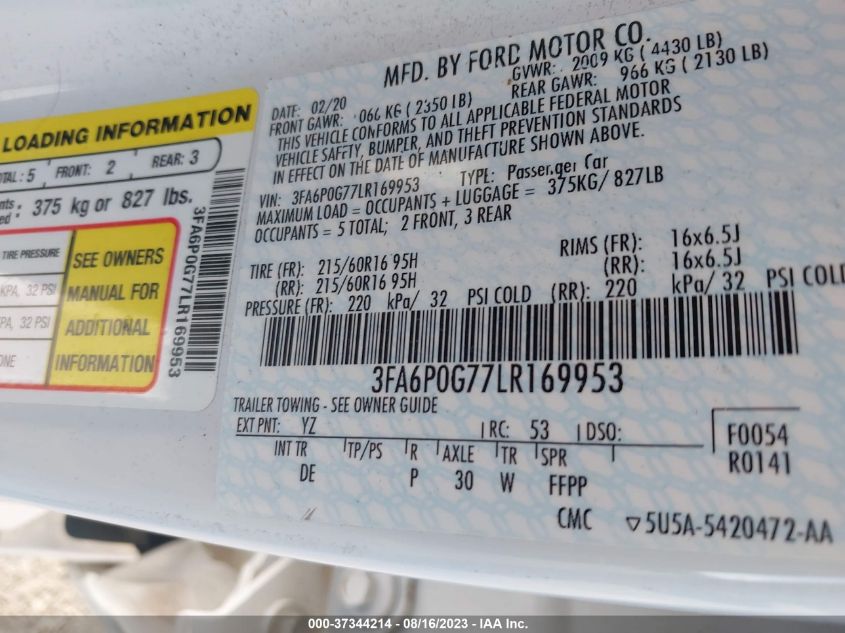 MFD. BY FORD MOTOR CO.
DATE: 02/20 GVWR: 2009 KG ( 4430 LB)
FRONT GAWR: 066 KG ( 2350 LB) REAR GAWR: 966 KG ( 2130 LB)
THIS VEHICLE CONFORMS TO ALL APPLICABLE FEDERAL MOTOR
VEHICLE SAFETY, BUMPER, AND THEFT PREVENTION STANDARDS
IN EFFECT ON THE DATE OF MANUFACTURE SHOWN ABOVE.
VIN: 3FA6P0G77LR169953 TYPE: Passenger Car
MAXIMUM LOAD = OCCUPANTS + LUGGAGE = 375KG/ 827LB
OCCUPANTS = 5 TOTAL; 2 FRONT, 3 REAR
TIRE (FR): 215/60R16 95H RIMS (FR): 16x6.5J
(RR): 215/60R16 95H (RR): 16x6.5J
PRESSURE (FR): 220 kPa/ 32 PSI COLD (RR): 220 kPa/ 32 PSI COLD
3FA6P0G77LR169953
TRAILER TOWING - SEE OWNER GUIDE
EXT PNT: YZ RC: 53 DSO: F0054
INT TR TP/PS R AXLE TR SPR R0141
DE P 30 W FFPP
CMC ▽5U5A-5420472-AA
LOADING INFORMATION
: 5 FRONT: 2 REAR: 3
: 375 kg or 827 lbs.
TIRE PRESSURE
KPA, 32 PSI
, 32 PSI
SEE OWNERS
MANUAL FOR
ADDITIONAL
INFORMATION
3FA6P0G77LR169953
000-37344214 - 08/16/2023 - IAA Inc.